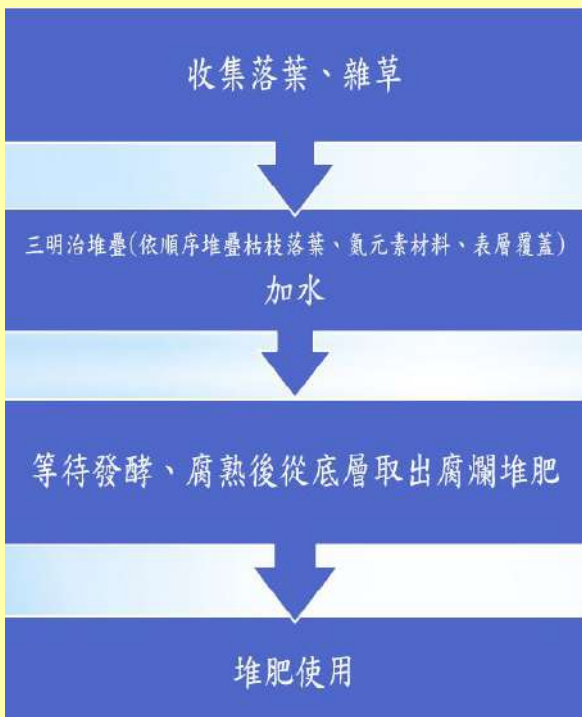 收集落葉、雜草
三明治堆疊(依順序堆疊枯枝落葉、氮元素材料、表層覆蓋)
加水
等待發酵、腐熟後從底層取出腐爛堆肥
堆肥使用